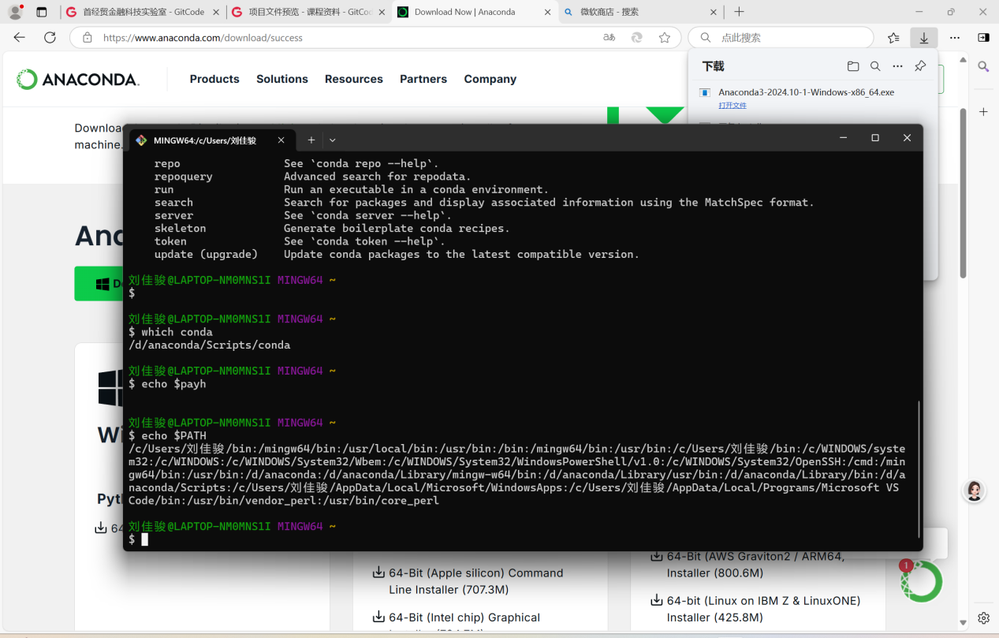 首经贸金融科技实验室 - GitCode
项目文件预览 - 课程资料 - GitCo
Download Now | Anaconda
微软商店 - 搜索
https://www.anaconda.com/download/success
点此搜索
ANACONDA.
Products Solutions Resources Partners Company
下载
Anaconda3-2024.10-1-Windows-x86_64.exe
打开文件
machine.
MINGW64:/c/Users/刘佳骏
repo See `conda repo --help`.
repoquery Advanced search for repodata.
run Run an executable in a conda environment.
search Search for packages and display associated information using the MatchSpec format.
server See `conda server --help`.
skeleton Generate boilerplate conda recipes.
token See `conda token --help`.
update (upgrade) Update conda packages to the latest compatible version.
刘佳骏@LAPTOP-NM0MNS1I MINGW64 ~
$
刘佳骏@LAPTOP-NM0MNS1I MINGW64 ~
$ which conda
/d/anaconda/Scripts/conda
刘佳骏@LAPTOP-NM0MNS1I MINGW64 ~
$ echo $payh
刘佳骏@LAPTOP-NM0MNS1I MINGW64 ~
$ echo $PATH
/c/Users/刘佳骏/bin:/mingw64/bin:/usr/local/bin:/usr/bin:/bin:/mingw64/bin:/usr/bin:/c/Users/刘佳骏/bin:/c/WINDOWS/syste
m32:/c/WINDOWS:/c/WINDOWS/System32/Wbem:/c/WINDOWS/System32/WindowsPowerShell/v1.0:/c/WINDOWS/System32/OpenSSH:/cmd:/min
gw64/bin:/usr/bin:/d/anaconda:/d/anaconda/Library/mingw-w64/bin:/d/anaconda/Library/usr/bin:/d/anaconda/Library/bin:/d/a
naconda/Scripts:/c/Users/刘佳骏/AppData/Local/Microsoft/WindowsApps:/c/Users/刘佳骏/AppData/Local/Programs/Microsoft VS
Code/bin:/usr/bin/vendor_perl:/usr/bin/core_perl
刘佳骏@LAPTOP-NM0MNS1I MINGW64 ~
$
64-Bit (Apple silicon) Command
Line Installer (707.3M)
64-Bit (Intel chip) Graphical
64-Bit (AWS Graviton2 / ARM64,
Installer (800.6M)
64-bit (Linux on IBM Z & LinuxONE)
Installer (425.8M)
1